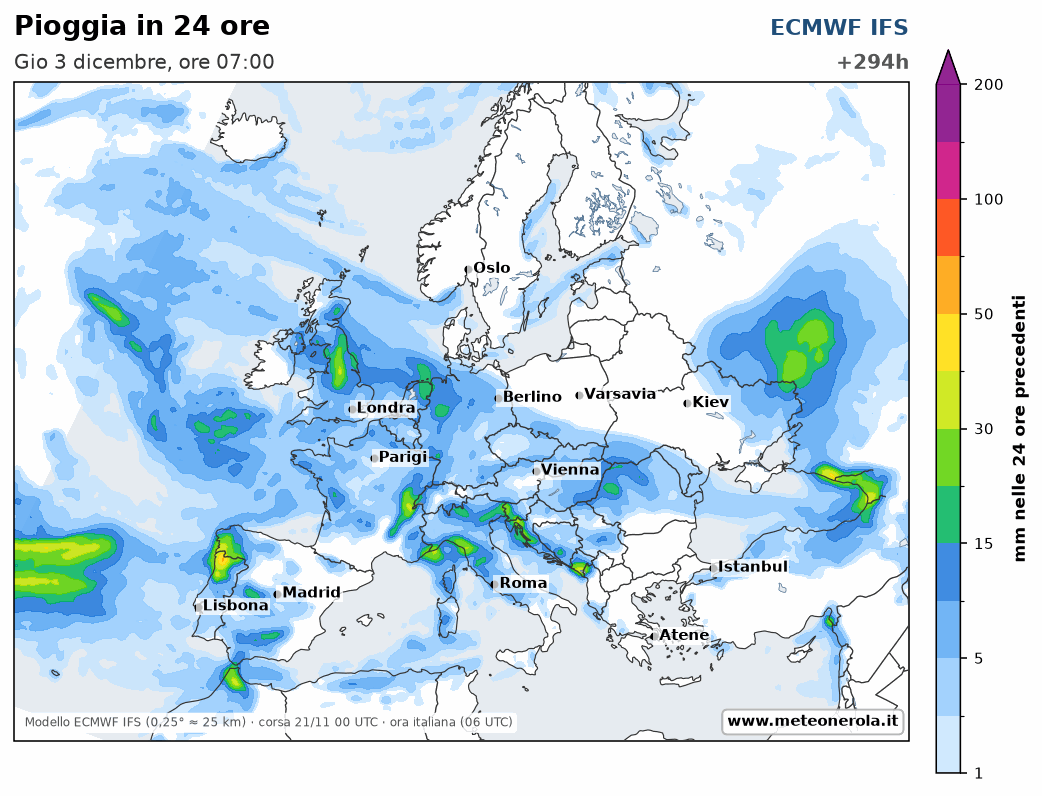 Pioggia in 24 ore
ECMWF IFS
Gio 3 dicembre, ore 07:00
+294h
200
100
50
30
15
5
1
mm nelle 24 ore precedenti
Oslo
Berlino
Varsavia
Kiev
Londra
Parigi
Vienna
Istanbul
Roma
Madrid
Lisbona
Atene
Modello ECMWF IFS (0,25° ≈ 25 km) · corsa 21/11 00 UTC · ora italiana (06 UTC)
www.meteonerola.it